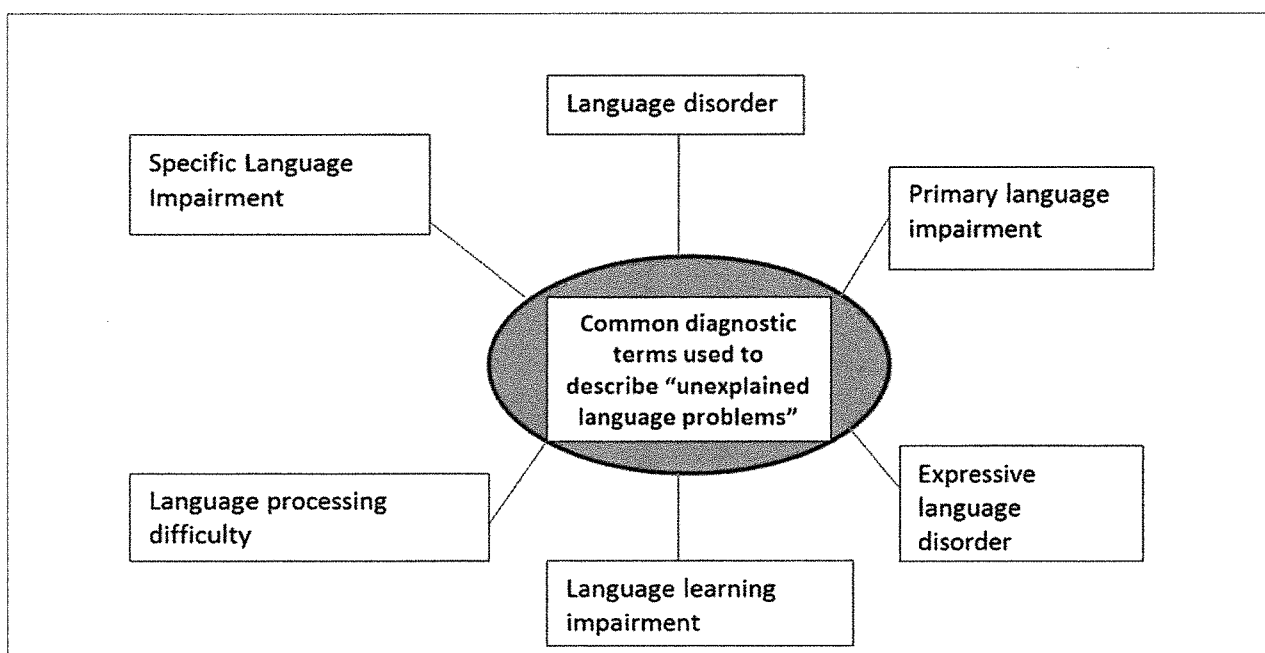 Language disorder
Specific Language
Impairment
Primary language
impairment
Common diagnostic
terms used to
describe “unexplained
language problems”
Language processing
difficulty
Expressive
language
disorder
Language learning
impairment